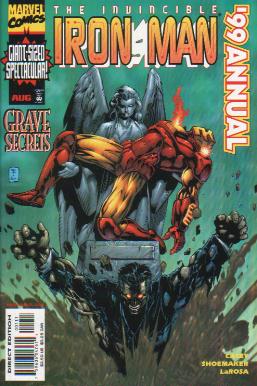 MARVEL
COMICS
GIANT-SIZED
SPECTACULAR!
AUG
THE INVINCIBLE
IRON MAN
'99 ANNUAL
GRAVE
SECRETS
DIRECT EDITION
CASEY
SHOEMAKER
LaROSA